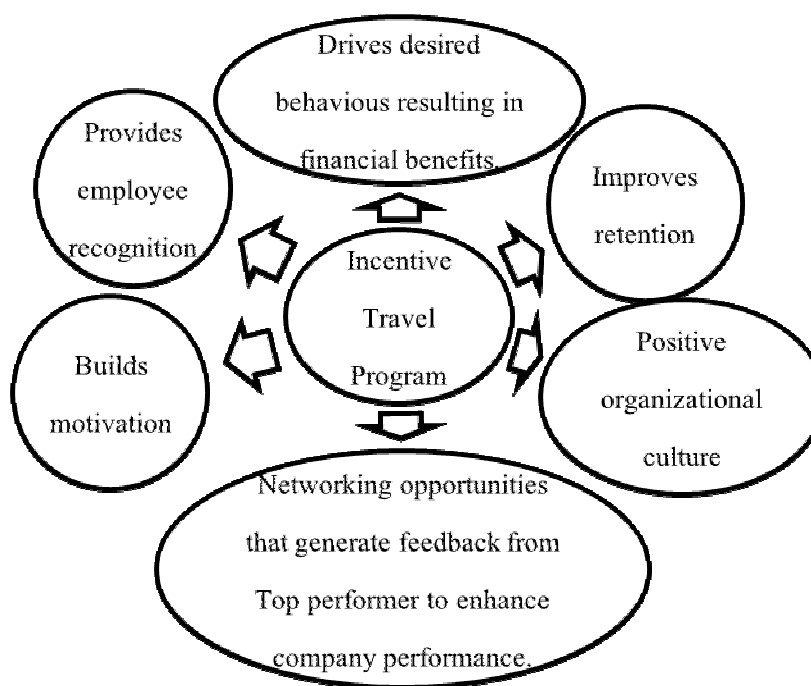 Drives desired
behavious resulting in
financial benefits.
Provides
employee
recognition
Improves
retention
Incentive
Travel
Program
Builds
motivation
Positive
organizational
culture
Networking opportunities
that generate feedback from
Top performer to enhance
company performance.